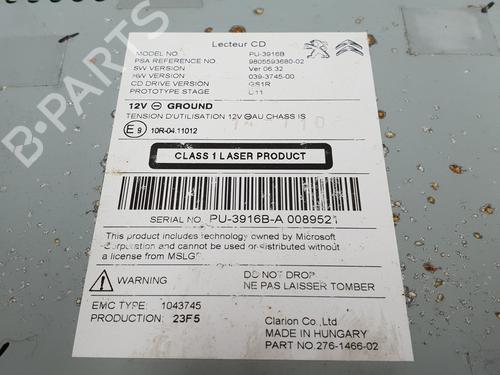 Lecteur CD
MODEL NO. PU-3916B
PSA REFERENCE NO. 9805593680-02
SW VERSION Ver 06.32
HW VERSION 039-3745-00
CD DRIVE VERSION GS1R
PROTOTYPE STAGE U11
12V ⊖ GROUND
TENSION D'UTILISATION 12V ⊖AU CHASSIS
E9 10R-04.11012
CLASS 1 LASER PRODUCT
SERIAL NO. PU-3916B-A 0089521
This product includes technology owned by Microsoft
Corporation and cannot be used or distributed without
a license from MSLGP.
WARNING DO NOT DROP
NE PAS LAISSER TOMBER
EMC TYPE: 1043745
PRODUCTION: 23F5
Clarion Co.,Ltd
MADE IN HUNGARY
PART NO.276-1466-02
B-PARTS